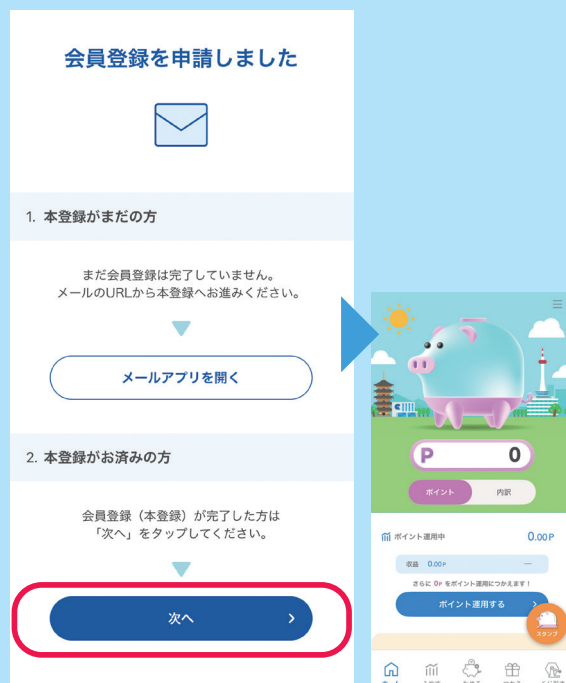 会員登録を申請しました
1. 本登録がまだの方
まだ会員登録は完了していません。
メールのURLから本登録へお進みください。
メールアプリを開く
2. 本登録がお済みの方
会員登録（本登録）が完了した方は
「次へ」をタップしてください。
次へ
P 0
ポイント 内訳
ポイント運用中 0.00P
収益 0.00P —
さらに 0P をポイント運用につかえます！
ポイント運用する
スタンプ